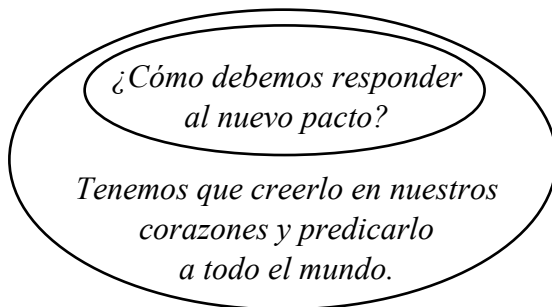 ¿Cómo debemos responder
al nuevo pacto?
Tenemos que creerlo en nuestros
corazones y predicarlo
a todo el mundo.